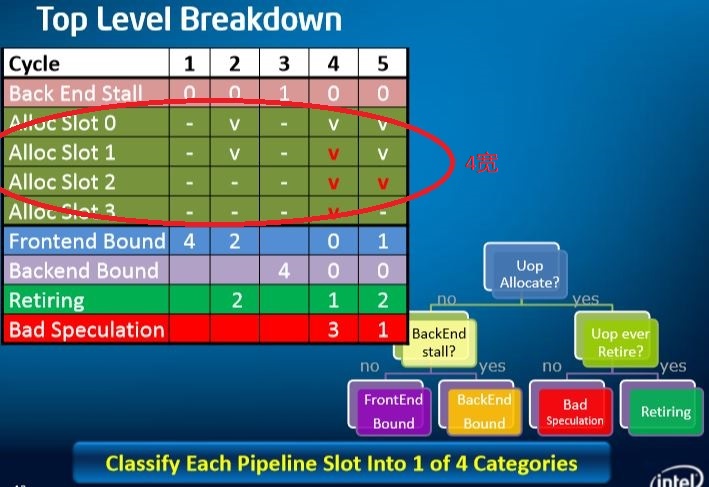 Top Level Breakdown
Cycle 1 2 3 4 5
Back End Stall 0 0 1 0 0
Alloc Slot 0 - v - v v
Alloc Slot 1 - v - v v
Alloc Slot 2 - - - v v
Alloc Slot 3 - - - v -
4宽
Frontend Bound 4 2 0 1
Backend Bound 4 0 0
Retiring 2 1 2
Bad Speculation 3 1
Uop
Allocate?
no yes
BackEnd
stall?
Uop ever
Retire?
no yes no yes
FrontEnd
Bound
BackEnd
Bound
Bad
Speculation
Retiring
Classify Each Pipeline Slot Into 1 of 4 Categories
(intel)